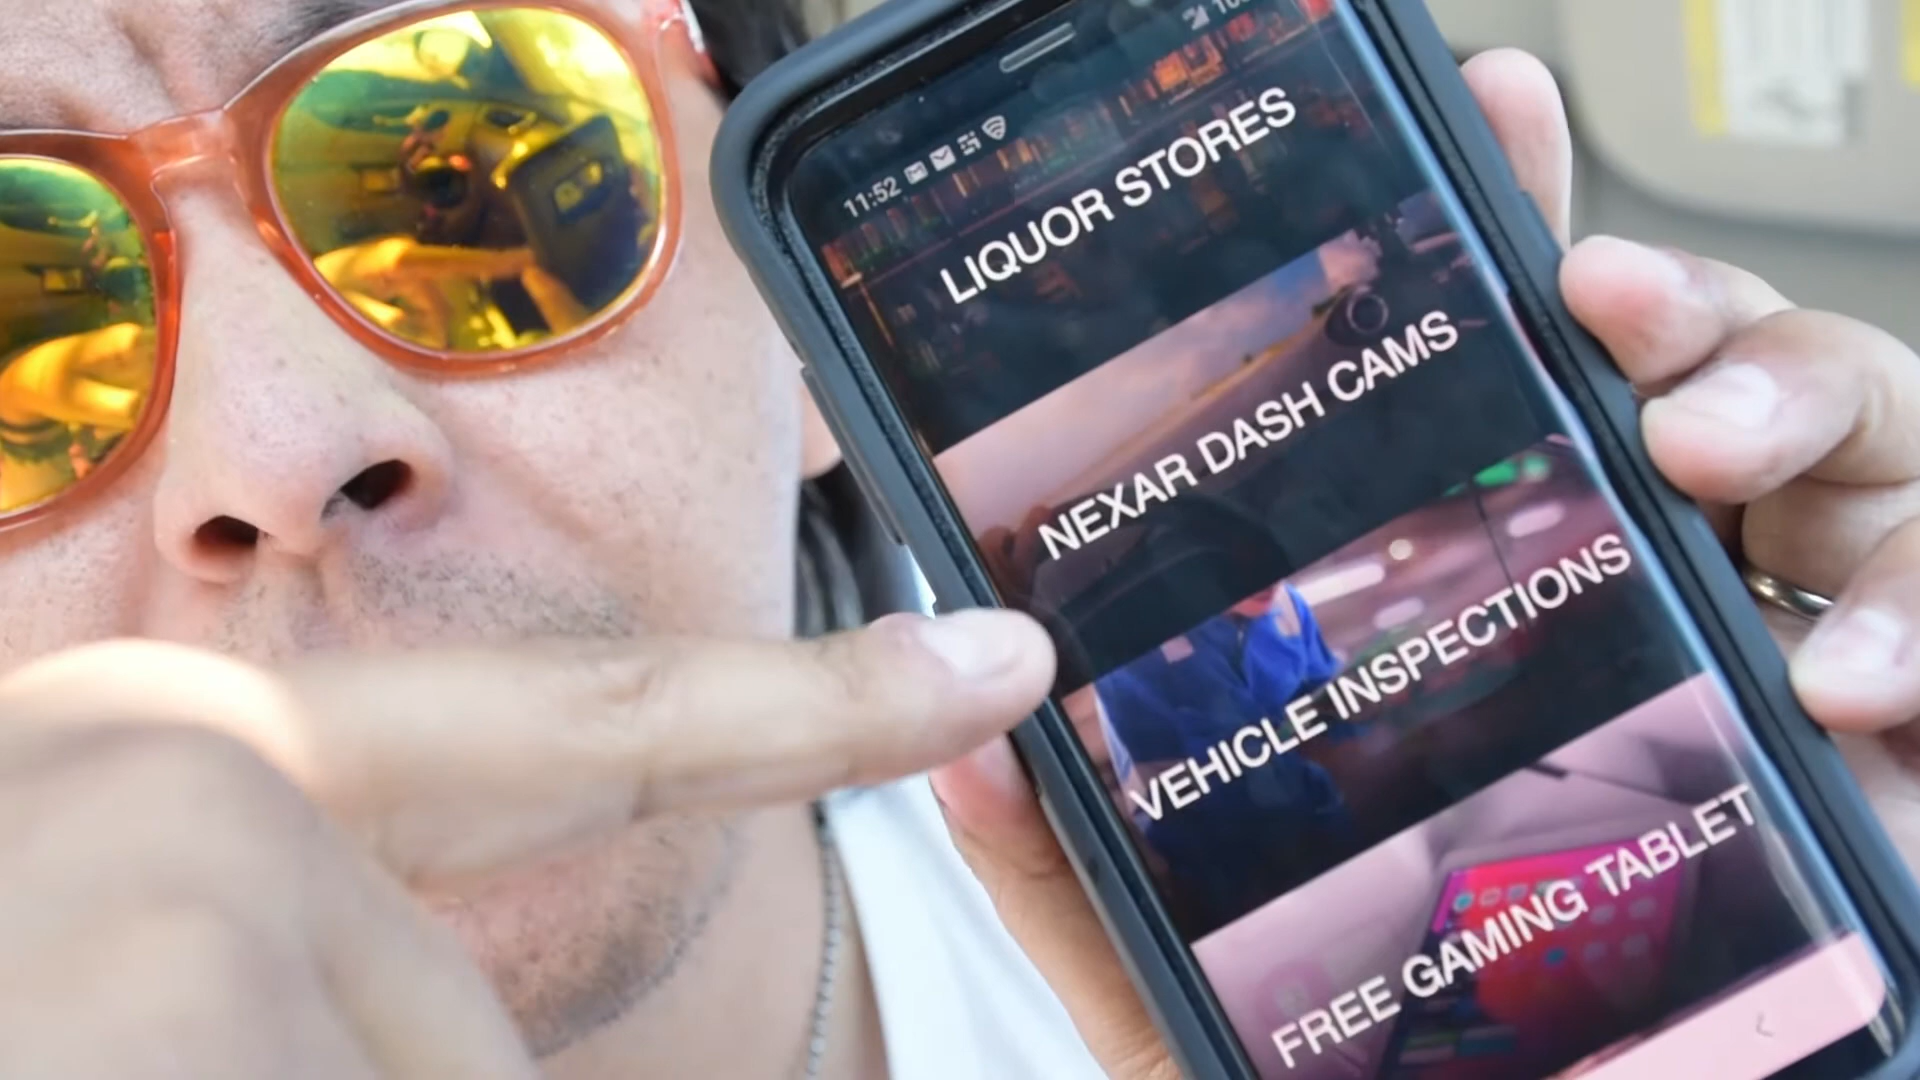 11:52
LIQUOR STORES
NEXAR DASH CAMS
VEHICLE INSPECTIONS
FREE GAMING TABLET